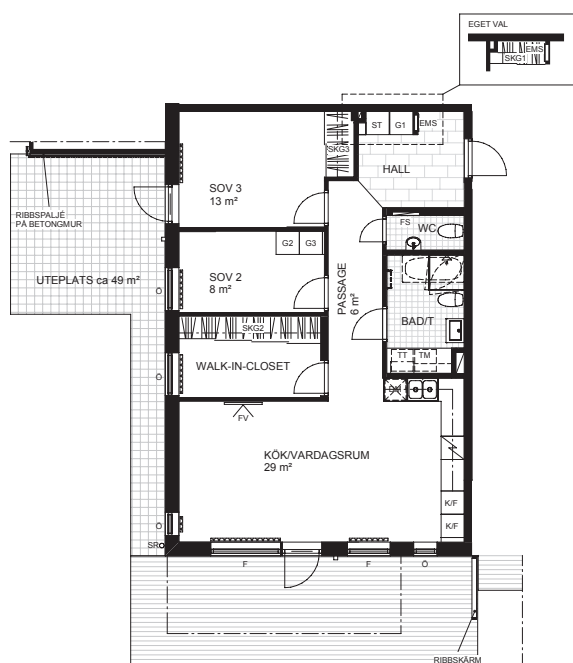 EGET VAL
EMS
SKG1
ST
G1
EMS
SKG3
HALL
SOV 3
13 m²
RIBBSPALJÉ
PÅ BETONGMUR
FS
WC
G2
G3
SOV 2
8 m²
UTEPLATS ca 49 m²
Ö
PASSAGE
6 m²
BAD/T
SKG2
TT
TM
WALK-IN-CLOSET
Ö
FV
KÖK/VARDAGSRUM
29 m²
K/F
K/F
Ö
SR
F
F
Ö
RIBBSKÄRM